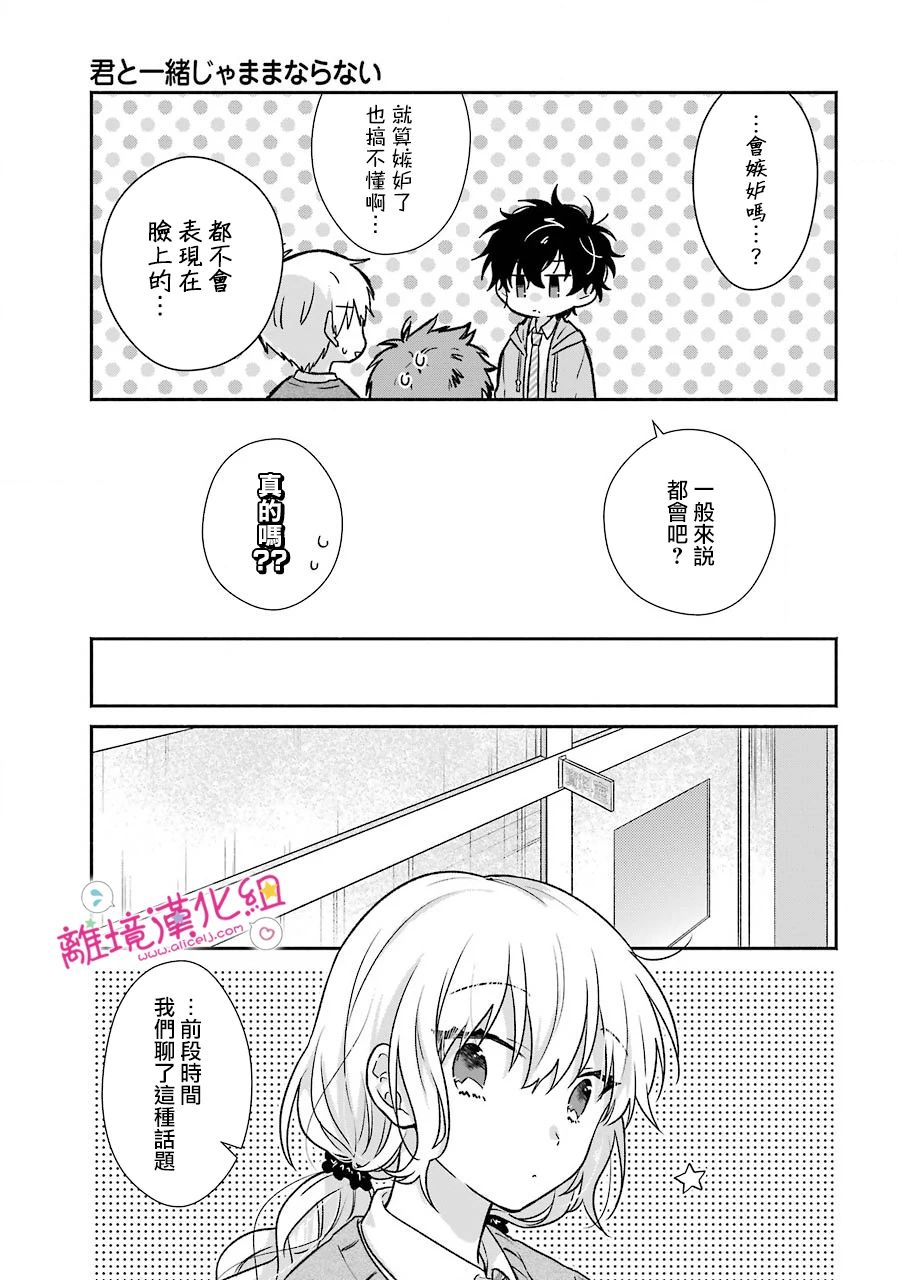 君と一緒じゃままならない
…會嫉妒嗎…？
就算嫉妒了
也搞不懂啊…
都不會
表現在
臉上的…
一般來説
都會吧？
真的嗎??
離境漢化組
www.aliceij.com
…前段時間
我們聊了這種話題